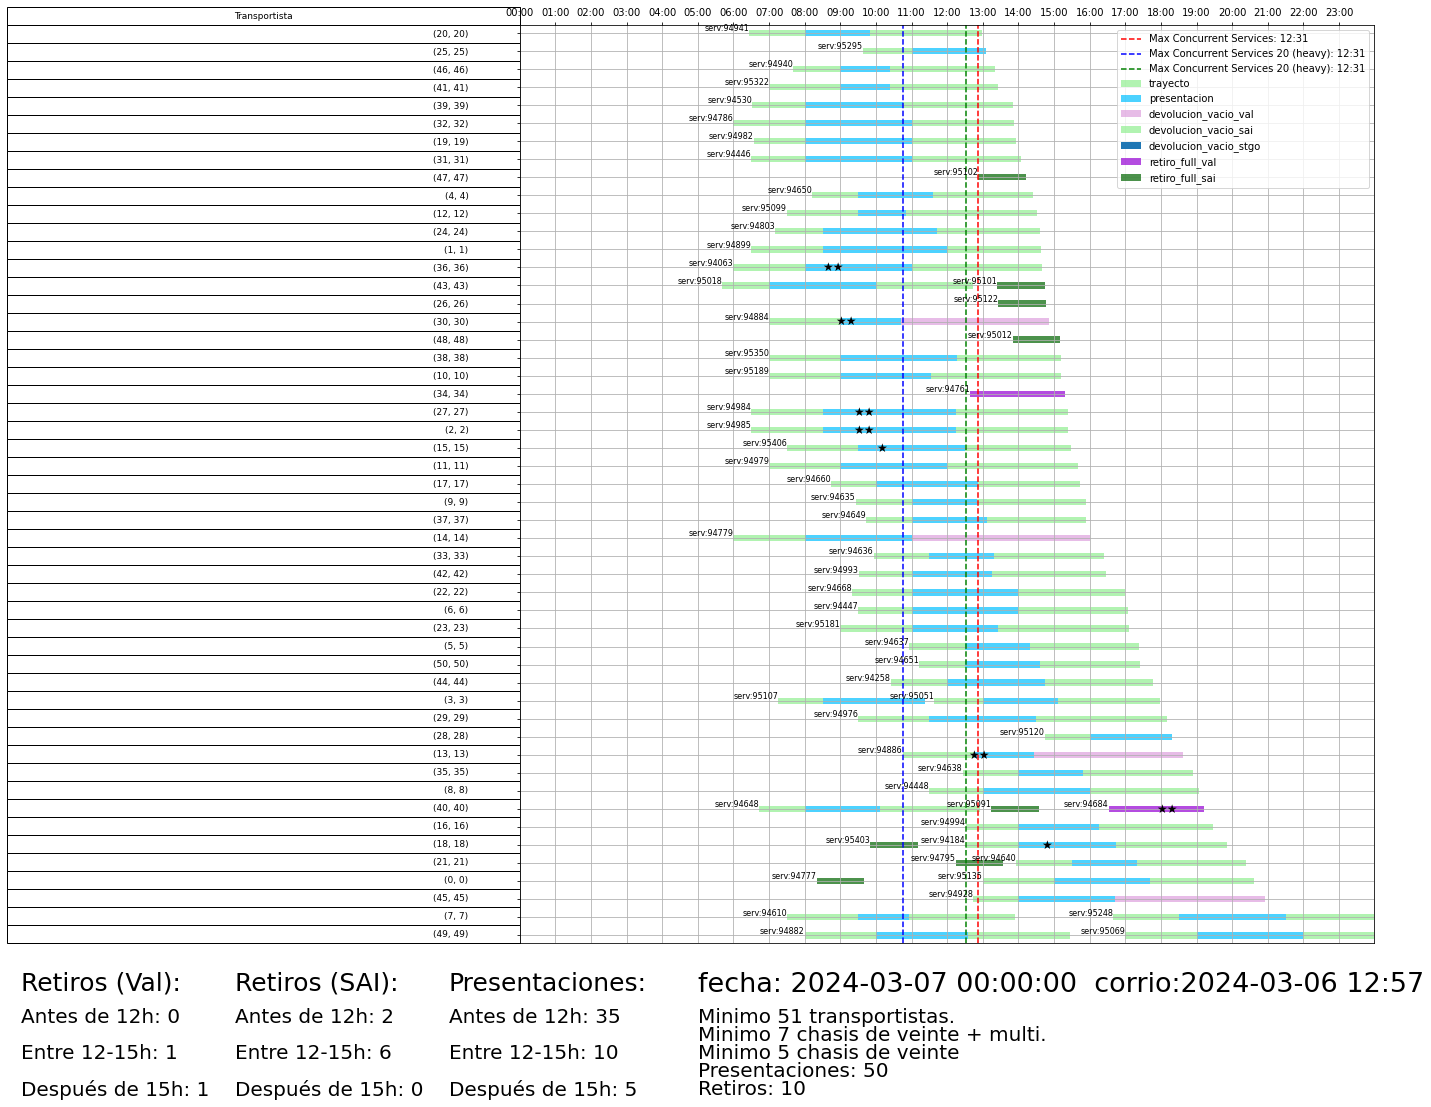 Transportista 00:00 01:00 02:00 03:00 04:00 05:00 06:00 07:00 08:00 09:00 10:00 11:00 12:00 13:00 14:00 15:00 16:00 17:00 18:00 19:00 20:00 21:00 22:00 23:00
Max Concurrent Services: 12:31
Max Concurrent Services 20 (heavy): 12:31
Max Concurrent Services 20 (heavy): 12:31
trayecto
presentacion
devolucion_vacio_val
devolucion_vacio_sai
devolucion_vacio_stgo
retiro_full_val
retiro_full_sai
(20, 20) serv:94941
(25, 25) serv:95295
(46, 46) serv:94940
(41, 41) serv:95322
(39, 39) serv:94530
(32, 32) serv:94786
(19, 19) serv:94982
(31, 31) serv:94446
(47, 47) serv:95102
(4, 4) serv:94650
(12, 12) serv:95099
(24, 24) serv:94803
(1, 1) serv:94899
(36, 36) serv:94063
(43, 43) serv:95018 serv:95101
(26, 26) serv:95122
(30, 30) serv:94884
(48, 48) serv:95012
(38, 38) serv:95350
(10, 10) serv:95189
(34, 34) serv:94761
(27, 27) serv:94984
(2, 2) serv:94985
(15, 15) serv:95406
(11, 11) serv:94979
(17, 17) serv:94660
(9, 9) serv:94635
(37, 37) serv:94649
(14, 14) serv:94779
(33, 33) serv:94636
(42, 42) serv:94993
(22, 22) serv:94668
(6, 6) serv:94447
(23, 23) serv:95181
(5, 5) serv:94637
(50, 50) serv:94651
(44, 44) serv:94258
(3, 3) serv:95107 serv:95051
(29, 29) serv:94976
(28, 28) serv:95120
(13, 13) serv:94886
(35, 35) serv:94638
(8, 8) serv:94448
(40, 40) serv:94648 serv:95091 serv:94684
(16, 16) serv:94994
(18, 18) serv:95403 serv:94184
(21, 21) serv:94795 serv:94640
(0, 0) serv:94777 serv:95136
(45, 45) serv:94928
(7, 7) serv:94610 serv:95248
(49, 49) serv:94882 serv:95069
Retiros (Val):
Antes de 12h: 0
Entre 12-15h: 1
Después de 15h: 1
Retiros (SAI):
Antes de 12h: 2
Entre 12-15h: 6
Después de 15h: 0
Presentaciones:
Antes de 12h: 35
Entre 12-15h: 10
Después de 15h: 5
fecha: 2024-03-07 00:00:00 corrio:2024-03-06 12:57
Minimo 51 transportistas.
Minimo 7 chasis de veinte + multi.
Minimo 5 chasis de veinte
Presentaciones: 50
Retiros: 10